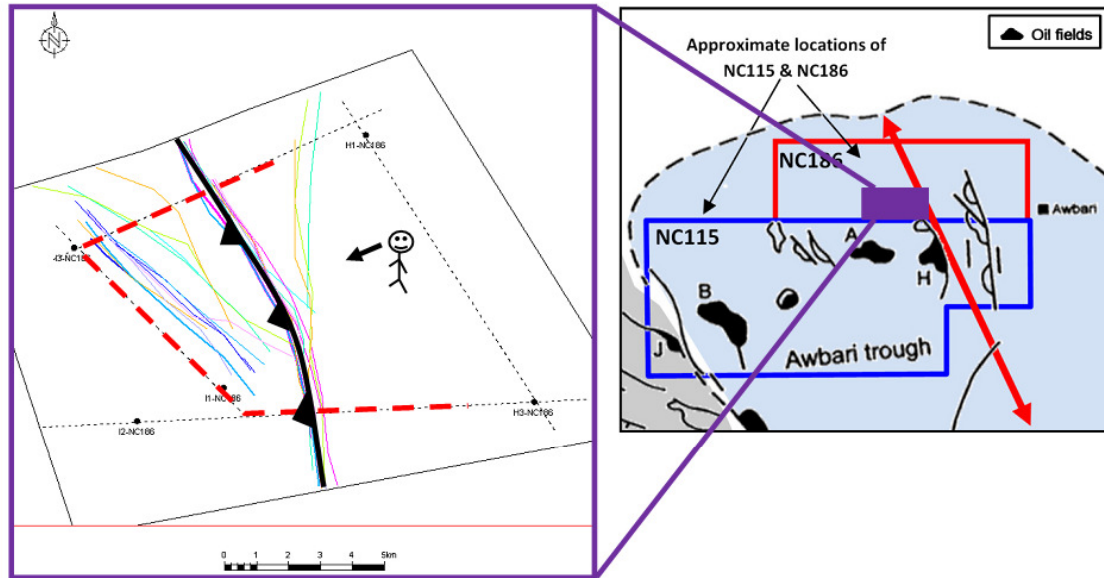 N
H1-NC186
I3-NC186
I1-NC186
I2-NC186
H3-NC186
0 1 2 3 4 5km
Oil fields
Approximate locations of
NC115 & NC186
NC186
Awbari
NC115
A
H
B
J
Awbari trough